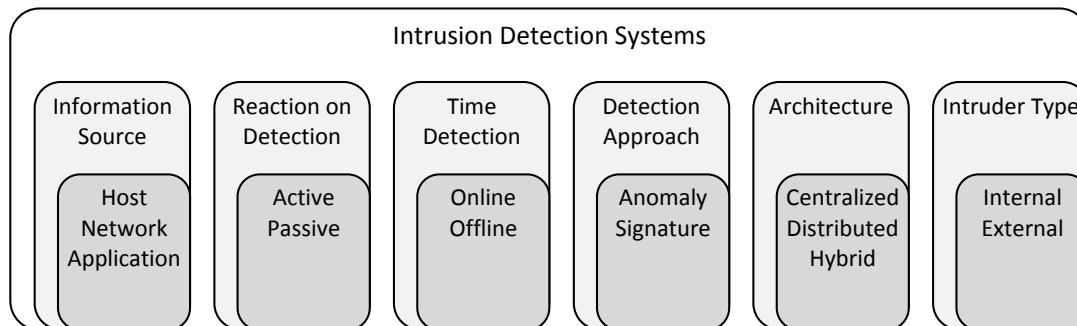 Intrusion Detection Systems
Information
Source
Host
Network
Application
Reaction on
Detection
Active
Passive
Time
Detection
Online
Offline
Detection
Approach
Anomaly
Signature
Architecture
Centralized
Distributed
Hybrid
Intruder Type
Internal
External